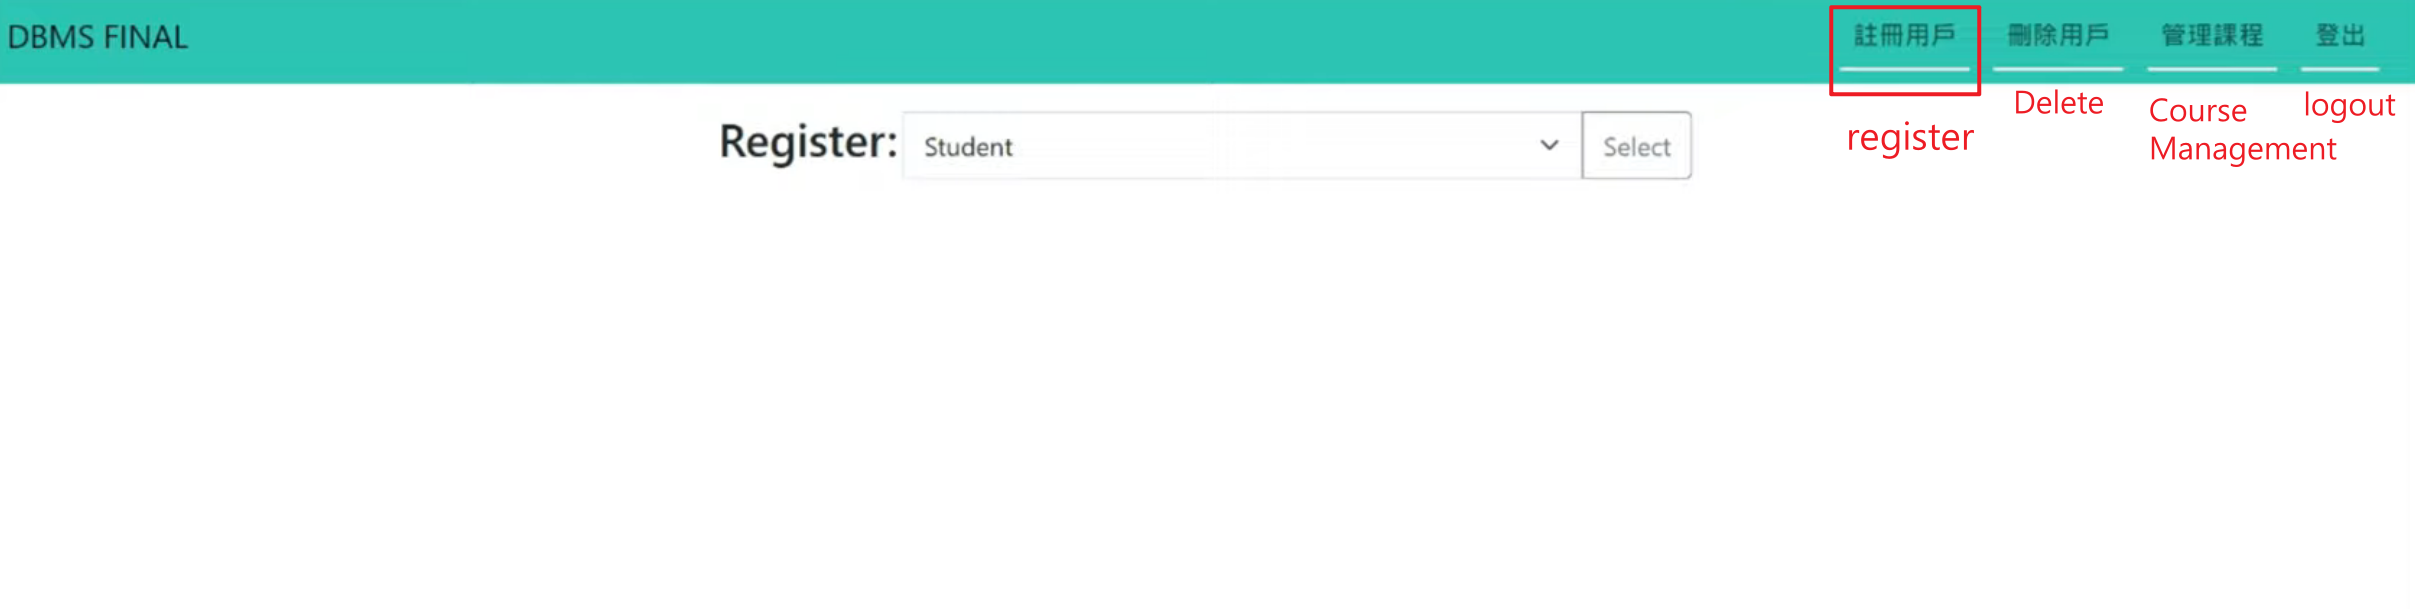 DBMS FINAL
註冊用戶
刪除用戶
管理課程
登出
register
Delete
Course
Management
logout
Register:
Student
Select